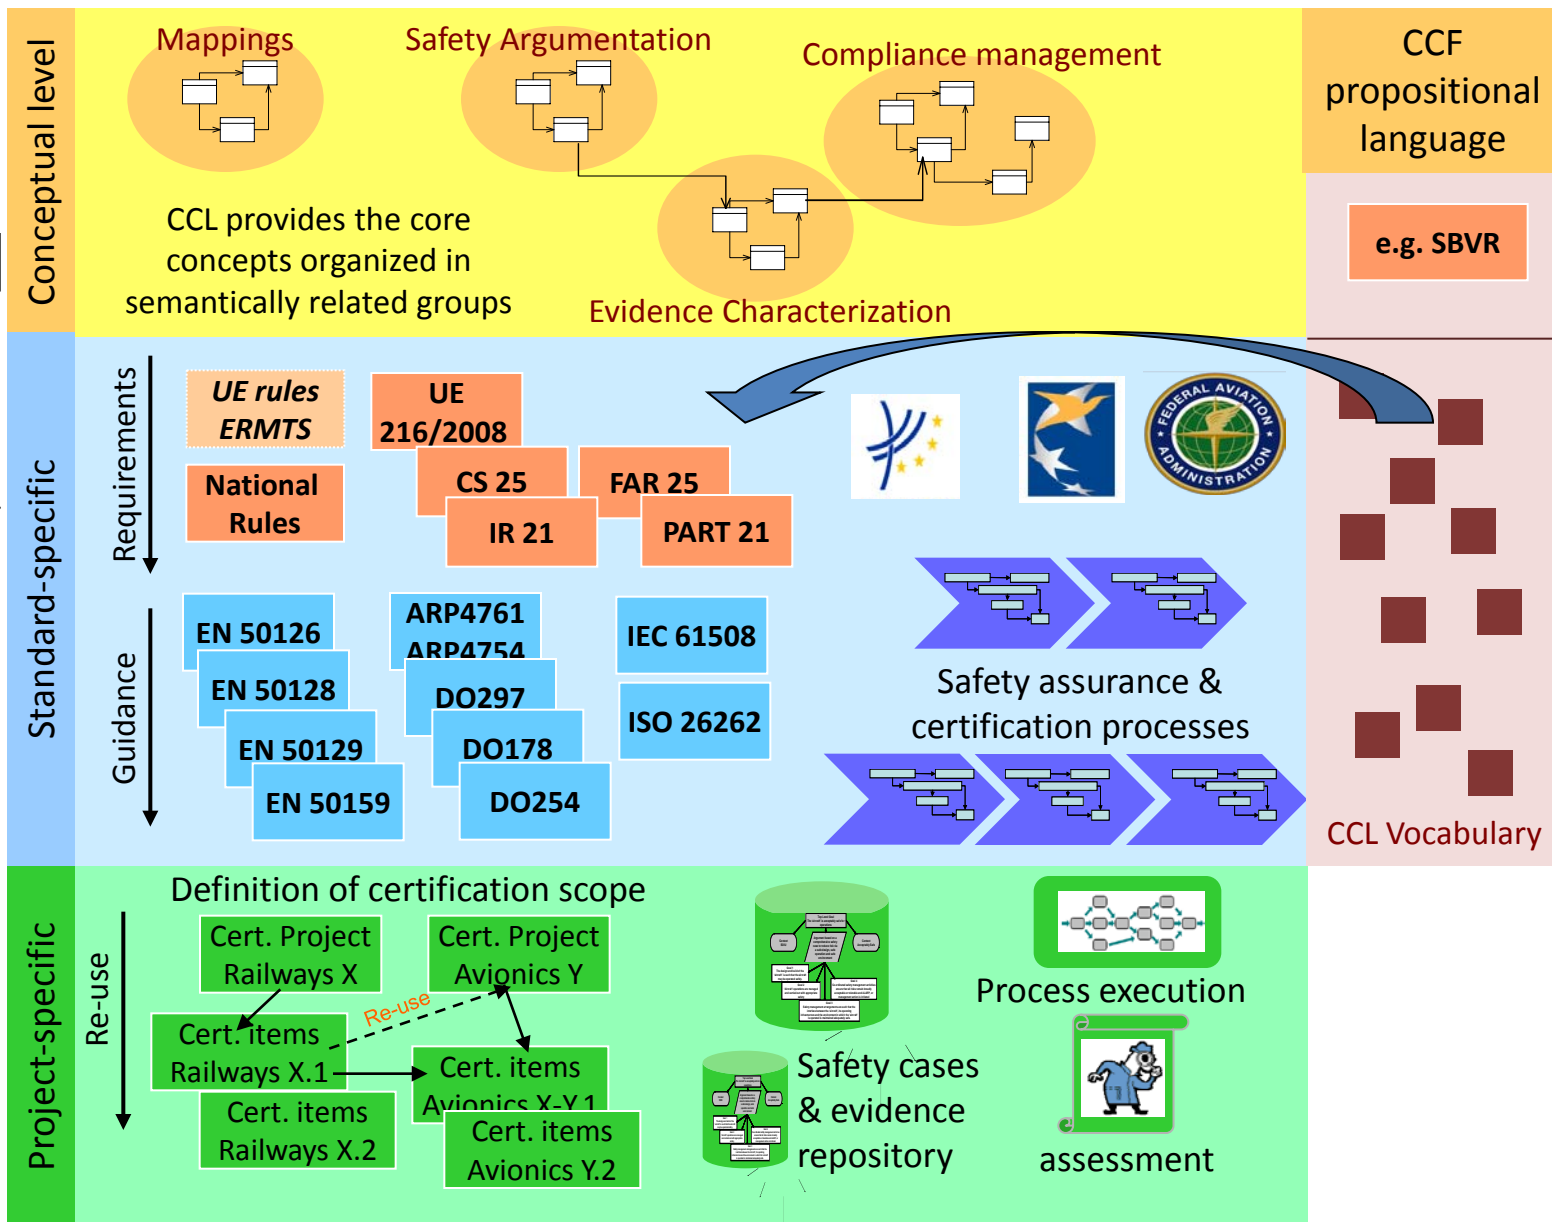 Conceptual level
Mappings
Safety Argumentation
Compliance management
CCL provides the core
concepts organized in
semantically related groups
Evidence Characterization
CCF
propositional
language
e.g. SBVR
Standard-specific
Requirements
UE rules
ERMTS
National
Rules
UE
216/2008
CS 25
IR 21
FAR 25
PART 21
FEDERAL AVIATION
ADMINISTRATION
Guidance
EN 50126
EN 50128
EN 50129
EN 50159
ARP4761
ARP4754
DO297
DO178
DO254
IEC 61508
ISO 26262
Safety assurance &
certification processes
CCL Vocabulary
Project-specific
Re-use
Definition of certification scope
Cert. Project
Railways X
Cert. Project
Avionics Y
Re-use
Cert. items
Railways X.1
Cert. items
Avionics X-Y.1
Cert. items
Railways X.2
Cert. items
Avionics Y.2
Safety cases
& evidence
repository
Process execution
assessment